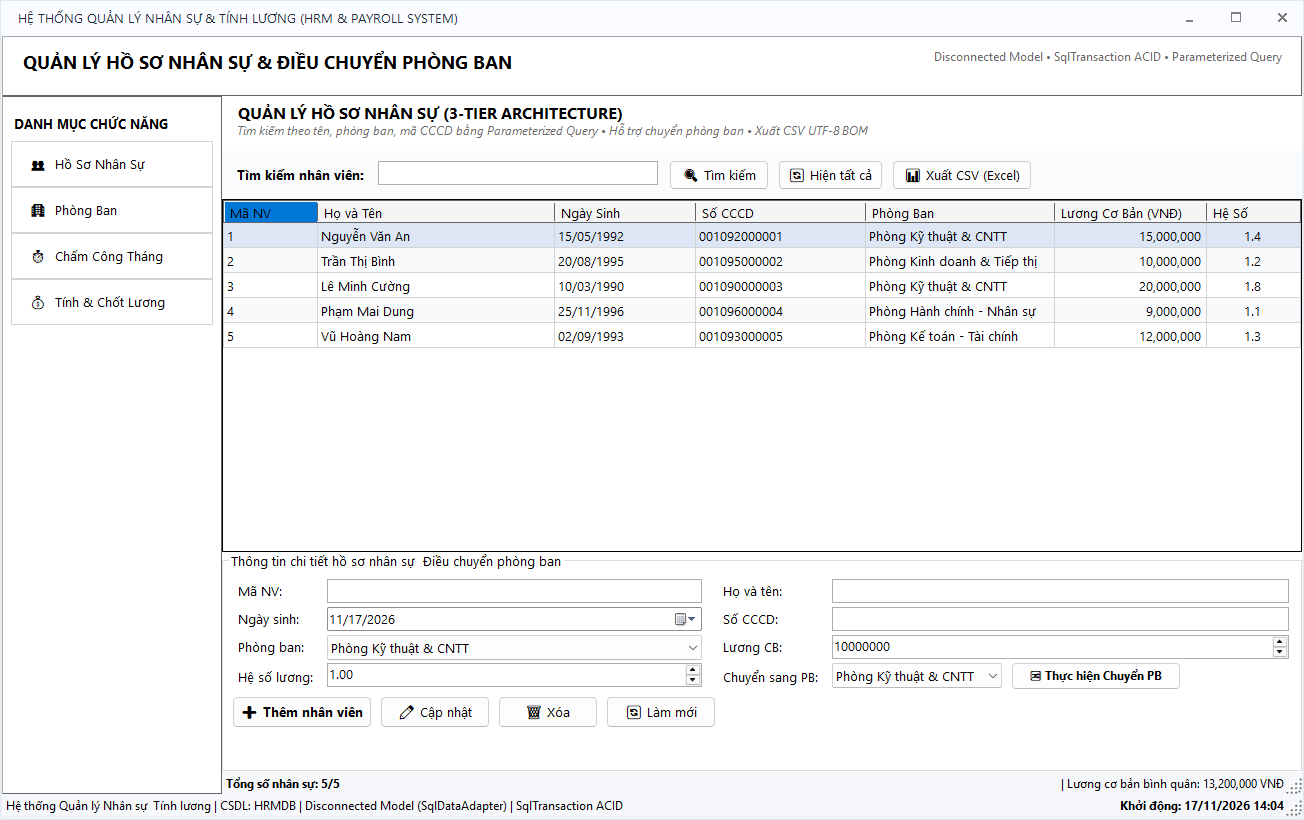 HỆ THỐNG QUẢN LÝ NHÂN SỰ & TÍNH LƯƠNG (HRM & PAYROLL SYSTEM)
QUẢN LÝ HỒ SƠ NHÂN SỰ & ĐIỀU CHUYỂN PHÒNG BAN
Disconnected Model • SqlTransaction ACID • Parameterized Query
DANH MỤC CHỨC NĂNG
Hồ Sơ Nhân Sự
Phòng Ban
Chấm Công Tháng
Tính & Chốt Lương
QUẢN LÝ HỒ SƠ NHÂN SỰ (3-TIER ARCHITECTURE)
Tìm kiếm theo tên, phòng ban, mã CCCD bằng Parameterized Query • Hỗ trợ chuyển phòng ban • Xuất CSV UTF-8 BOM
Tìm kiếm nhân viên: Tìm kiếm Hiện tất cả Xuất CSV (Excel)
Mã NV Họ và Tên Ngày Sinh Số CCCD Phòng Ban Lương Cơ Bản (VNĐ) Hệ Số
1 Nguyễn Văn An 15/05/1992 001092000001 Phòng Kỹ thuật & CNTT 15,000,000 1.4
2 Trần Thị Bình 20/08/1995 001095000002 Phòng Kinh doanh & Tiếp thị 10,000,000 1.2
3 Lê Minh Cường 10/03/1990 001090000003 Phòng Kỹ thuật & CNTT 20,000,000 1.8
4 Phạm Mai Dung 25/11/1996 001096000004 Phòng Hành chính - Nhân sự 9,000,000 1.1
5 Vũ Hoàng Nam 02/09/1993 001093000005 Phòng Kế toán - Tài chính 12,000,000 1.3
Thông tin chi tiết hồ sơ nhân sự  Điều chuyển phòng ban
Mã NV: Họ và tên:
Ngày sinh: 11/17/2026 Số CCCD:
Phòng ban: Phòng Kỹ thuật & CNTT Lương CB: 10000000
Hệ số lương: 1.00 Chuyển sang PB: Phòng Kỹ thuật & CNTT Thực hiện Chuyển PB
Thêm nhân viên Cập nhật Xóa Làm mới
Tổng số nhân sự: 5/5 | Lương cơ bản bình quân: 13,200,000 VNĐ
Hệ thống Quản lý Nhân sự  Tính lương | CSDL: HRMDB | Disconnected Model (SqlDataAdapter) | SqlTransaction ACID Khởi động: 17/11/2026 14:04